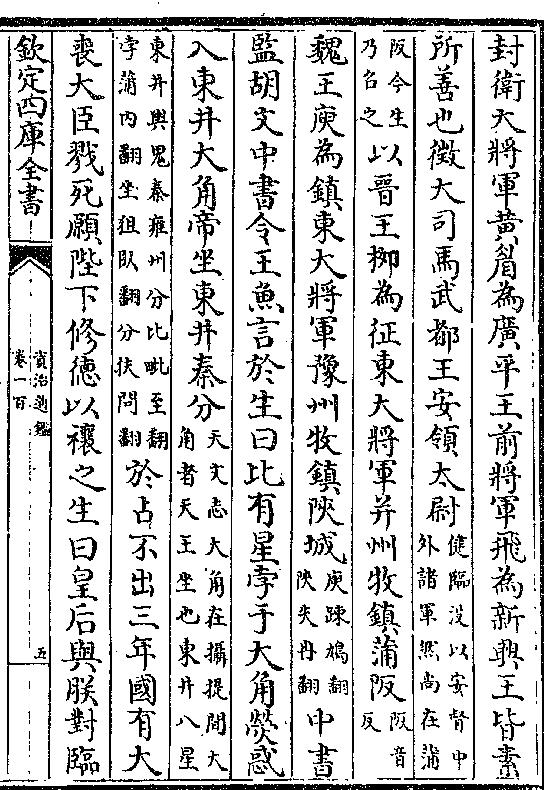 封衛大將軍黄眉為廣平王前將軍飛為新興王皆素
所善也徵大司馬武都王安領太尉健臨没以安督中外諸軍然尚在蒲
阪今生乃召之以晉王柳為征東大將軍并州牧鎮蒲阪阪音反
魏王廋為鎮東大將軍豫州牧鎮陜城廋踈鳩翻陜失冉翻中書
監胡文中書令王魚言於生曰比有星孛于大角熒惑
入東井大角帝坐東井秦分天文志大角在攝提間大角者天王坐也東井八星
東井輿鬼秦雍州分比毗至翻孛蒲内翻坐徂卧翻分扶問翻於占不出三年國有大
喪大臣戮死願陛下修德以禳之生曰皇后與朕對臨
欽定四庫全書
資治通鑑
卷一百
五